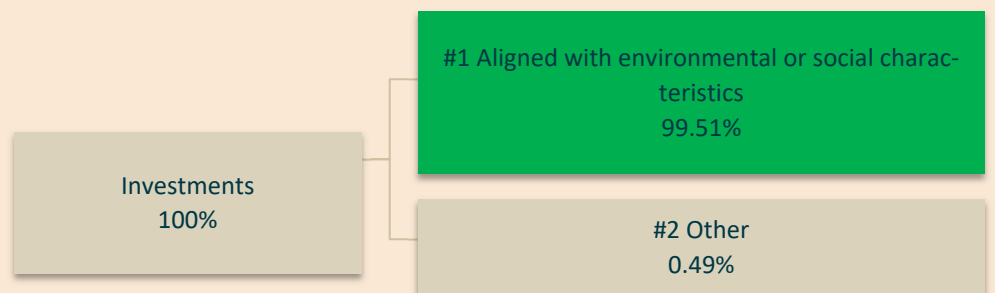 #1 Aligned with environmental or social charac-
teristics
99.51%
Investments
100%
#2 Other
0.49%